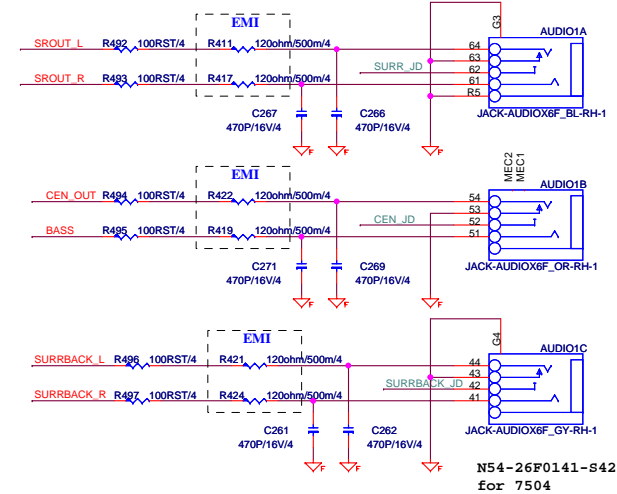 EMI
G3
AUDIO1A
SROUT_L R492 100RST/4 R411 120ohm/500m/4 64
63
SURR_JD 62
SROUT_R R493 100RST/4 R417 120ohm/500m/4 61
R5
C267 C266
470P/16V/4 470P/16V/4
JACK-AUDIOX6F_BL-RH-1
F F F
EMI
MEC2
MEC1
AUDIO1B
CEN_OUT R494 100RST/4 R422 120ohm/500m/4 54
53
CEN_JD 52
BASS R495 100RST/4 R419 120ohm/500m/4 51
C271 C269
470P/16V/4 470P/16V/4
JACK-AUDIOX6F_OR-RH-1
F F F
EMI
G4
AUDIO1C
SURRBACK_L R496 100RST/4 R421 120ohm/500m/4 44
43
SURRBACK_JD 42
SURRBACK_R R497 100RST/4 R424 120ohm/500m/4 41
C261 C262
470P/16V/4 470P/16V/4
JACK-AUDIOX6F_GY-RH-1
F F F
N54-26F0141-S42
for 7504